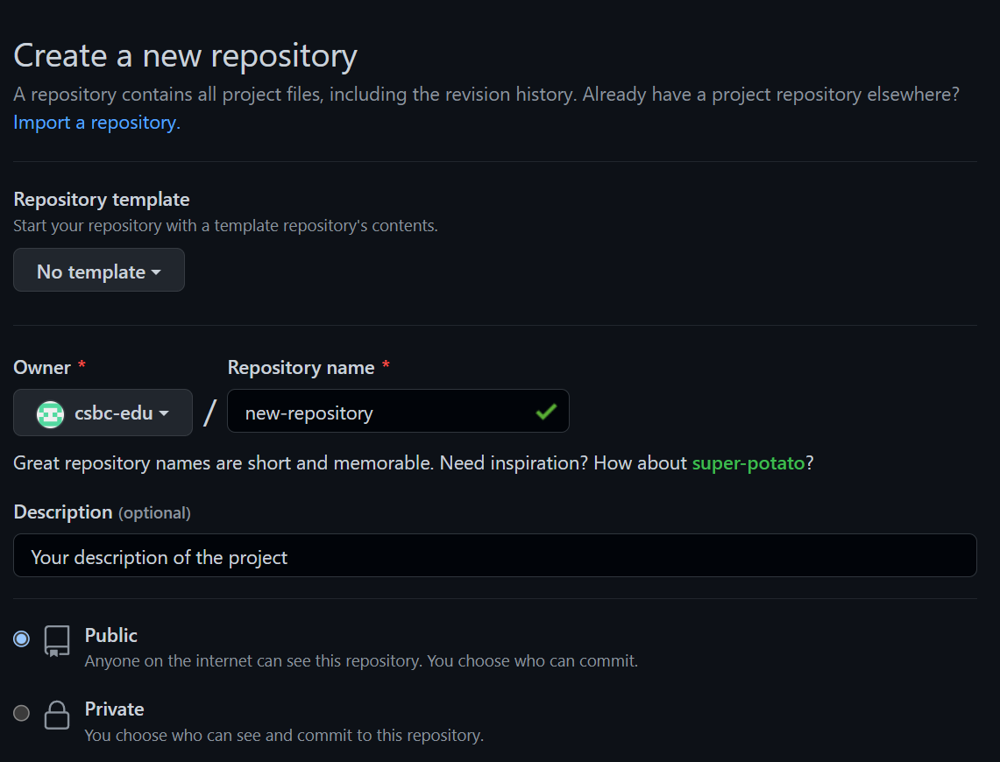 Create a new repository
A repository contains all project files, including the revision history. Already have a project repository elsewhere?
Import a repository.
Repository template
Start your repository with a template repository's contents.
No template
Owner * Repository name *
csbc-edu / new-repository
Great repository names are short and memorable. Need inspiration? How about super-potato?
Description (optional)
Your description of the project
Public
Anyone on the internet can see this repository. You choose who can commit.
Private
You choose who can see and commit to this repository.